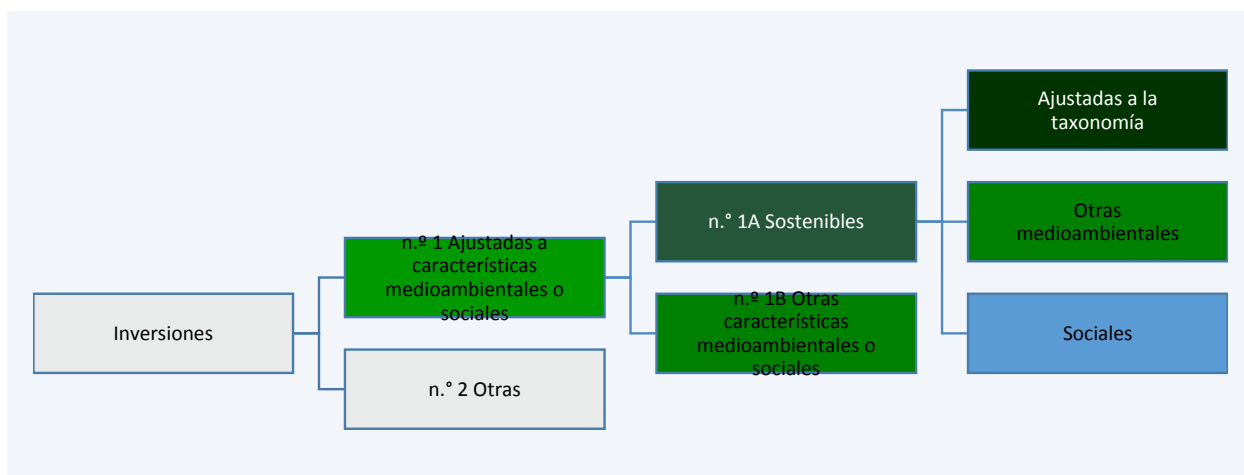 Inversiones
n.º 1 Ajustadas a
características
medioambientales o
sociales
n.° 2 Otras
n.° 1A Sostenibles
n.º 1B Otras
características
medioambientales o
sociales
Ajustadas a la
taxonomía
Otras
medioambientales
Sociales